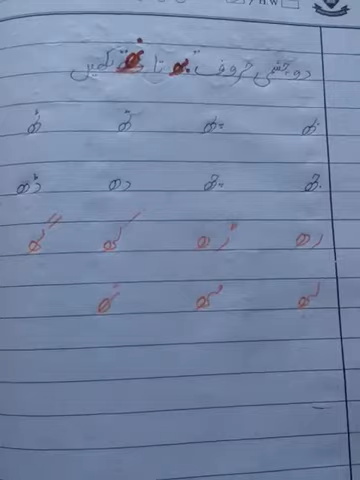 H W
دو چشمی حروف بھ تا نھ لکھیں
بھ پھ تھ ٹھ
جھ چھ دھ ڈھ
رھ ڑھ کھ گھ
لھ مھ نھ